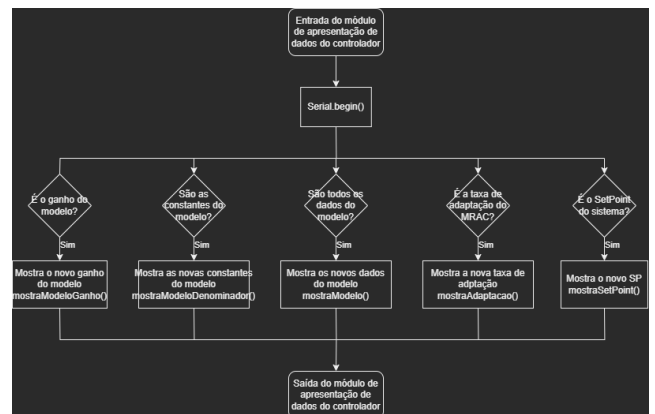 Entrada do módulo
de apresentação de
dados do controlador
Serial.begin()
É o ganho do
modelo?
São as
constantes do
modelo?
São todos os
dados do
modelo?
É a taxa de
adaptação do
MRAC?
É o SetPoint
do sistema?
Sim
Sim
Sim
Sim
Sim
Mostra o novo ganho
do modelo
mostraModeloGanho()
Mostra as novas constantes
do modelo
mostraModeloDenominador()
Mostra os novos dados
do modelo
mostraModelo()
Mostra a nova taxa de
adptação
mostraAdaptacao()
Mostra o novo SP
mostraSetPoint()
Saída do módulo de
apresentação de
dados do controlador